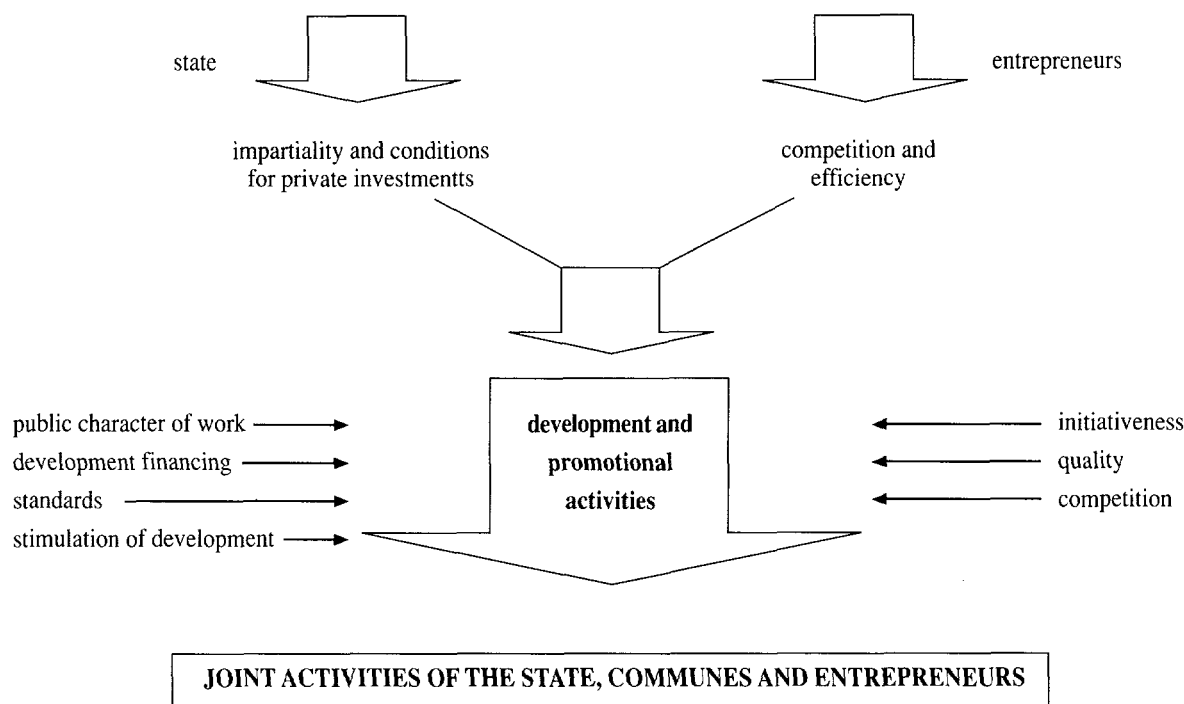 state
entrepreneurs
impartiality and conditions
for private investmentts
competition and
efficiency
public character of work
development financing
standards
stimulation of development
development and
promotional
activities
initiativeness
quality
competition
JOINT ACTIVITIES OF THE STATE, COMMUNES AND ENTREPRENEURS